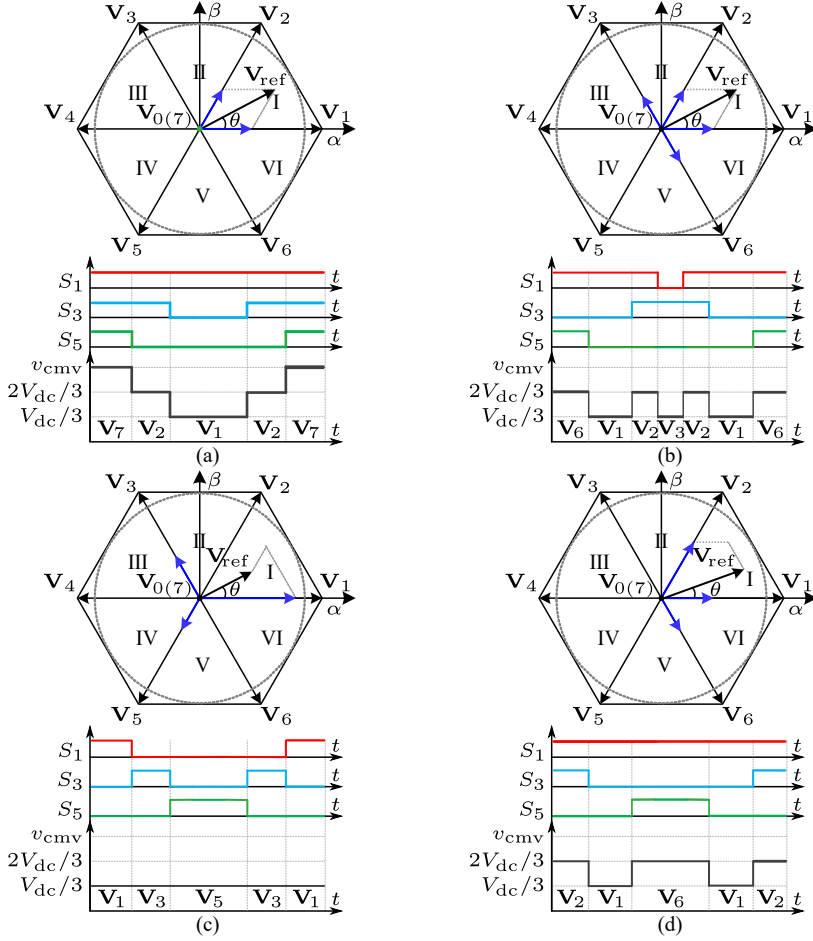 V3 β V2
II Vref
III I
V4 V0(7) θ V1
α
IV VI
V
V5 V6
S1 t
S3 t
S5 t
vcmv
2Vdc/3
Vdc/3
V7 V2 V1 V2 V7 t
(a)
V3 β V2
II Vref
III I
V4 V0(7) θ V1
α
IV VI
V
V5 V6
S1 t
S3 t
S5 t
vcmv
2Vdc/3
Vdc/3
V6 V1 V2 V3 V2 V1 V6 t
(b)
V3 β V2
II
III Vref I
V4 V0(7) θ V1
α
IV VI
V
V5 V6
S1 t
S3 t
S5 t
vcmv
2Vdc/3
Vdc/3
V1 V3 V5 V3 V1 t
(c)
V3 β V2
II
III Vref I
V4 V0(7) θ V1
α
IV VI
V
V5 V6
S1 t
S3 t
S5 t
vcmv
2Vdc/3
Vdc/3
V2 V1 V6 V1 V2 t
(d)